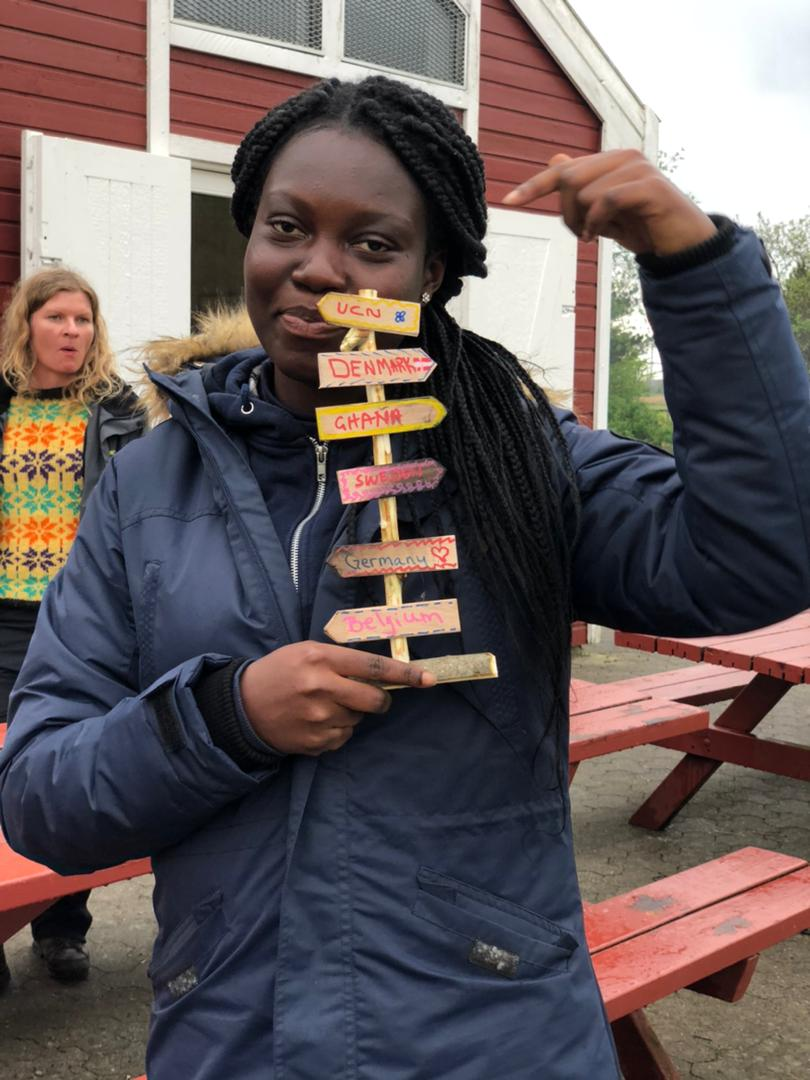 UCN
DENMARK
GHANA
SWEDEN
Germany
Belgium